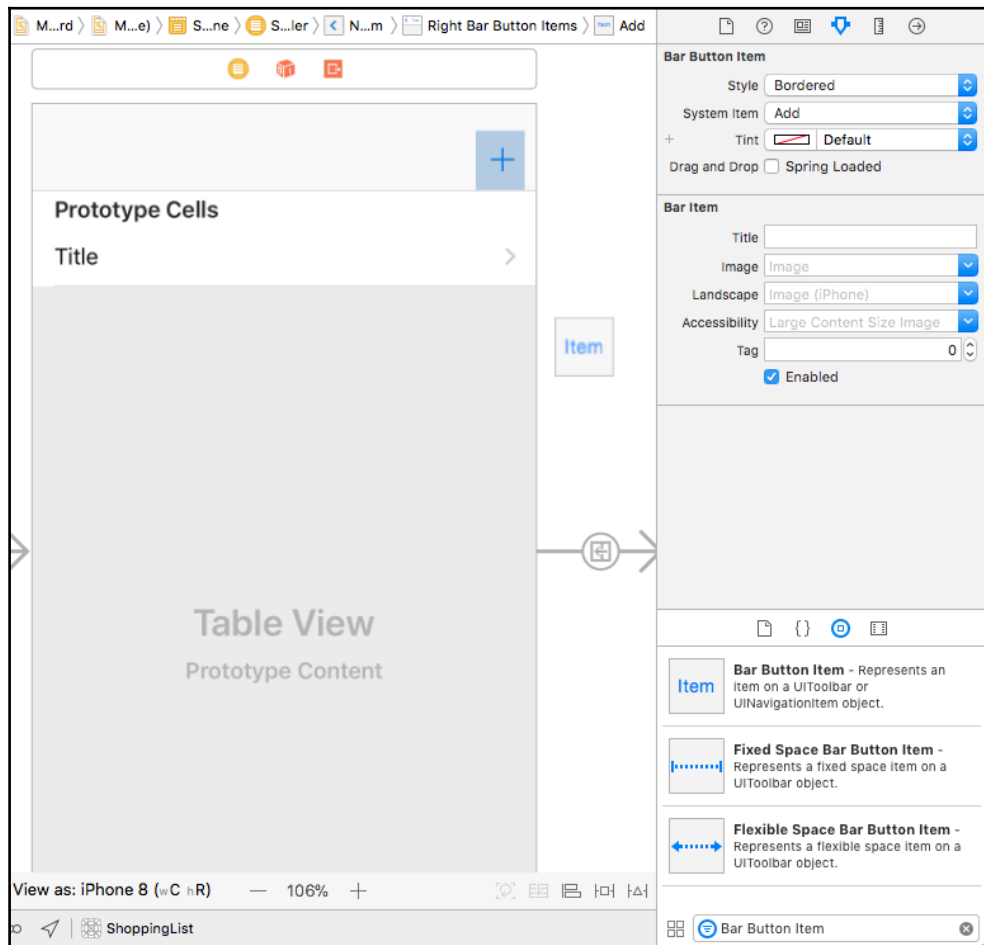 M...rd M...e) S...ne S...ler N...m Right Bar Button Items Item Add
Prototype Cells
Title
Item
Table View
Prototype Content
View as: iPhone 8 (wC hR) — 106% +
ShoppingList
Bar Button Item
Style Bordered
System Item Add
+ Tint Default
Drag and Drop Spring Loaded
Bar Item
Title
Image Image
Landscape Image (iPhone)
Accessibility Large Content Size Image
Tag 0
Enabled
{}
Item
Bar Button Item - Represents an
item on a UIToolbar or
UINavigationItem object.
Fixed Space Bar Button Item -
Represents a fixed space item on a
UIToolbar object.
Flexible Space Bar Button Item -
Represents a flexible space item on a
UIToolbar object.
Bar Button Item